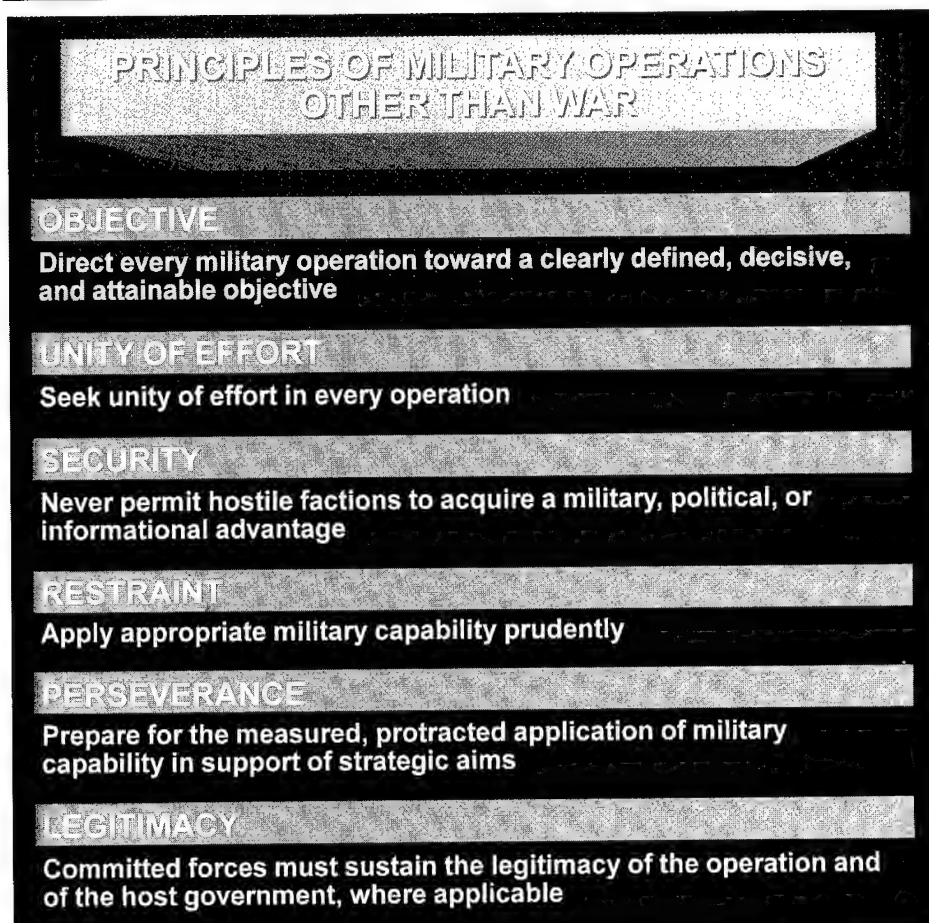 PRINCIPLES OF MILITARY OPERATIONS
OTHER THAN WAR
OBJECTIVE
Direct every military operation toward a clearly defined, decisive,
and attainable objective
UNITY OF EFFORT
Seek unity of effort in every operation
SECURITY
Never permit hostile factions to acquire a military, political, or
informational advantage
RESTRAINT
Apply appropriate military capability prudently
PERSEVERANCE
Prepare for the measured, protracted application of military
capability in support of strategic aims
LEGITIMACY
Committed forces must sustain the legitimacy of the operation and
of the host government, where applicable